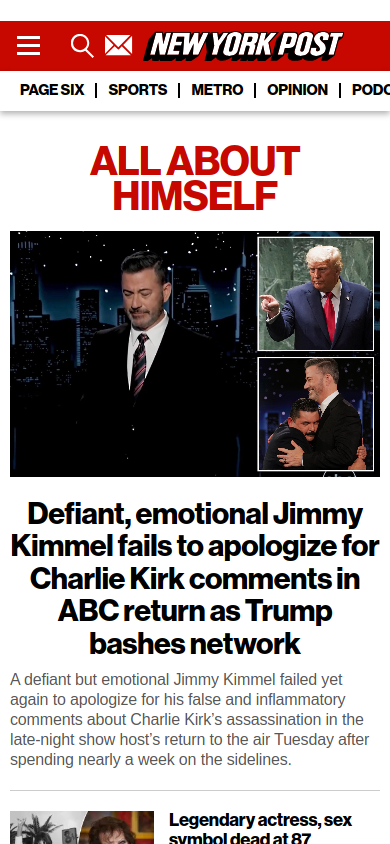 NEW YORK POST
PAGE SIX | SPORTS | METRO | OPINION | PODC
ALL ABOUT
HIMSELF
Defiant, emotional Jimmy
Kimmel fails to apologize for
Charlie Kirk comments in
ABC return as Trump
bashes network
A defiant but emotional Jimmy Kimmel failed yet
again to apologize for his false and inflammatory
comments about Charlie Kirk’s assassination in the
late-night show host’s return to the air Tuesday after
spending nearly a week on the sidelines.
Legendary actress, sex
symbol dead at 87